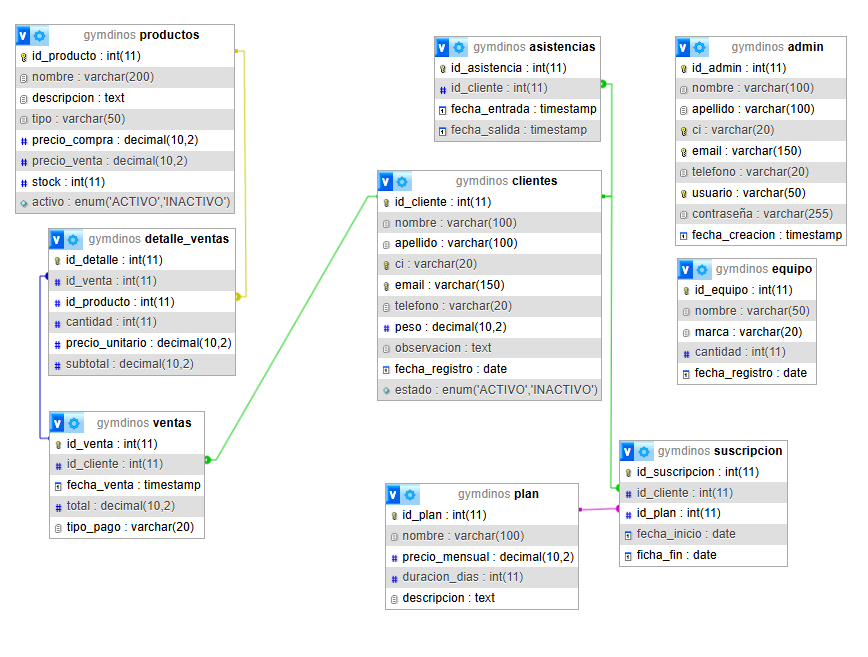 gymdinos productos
id_producto : int(11)
nombre : varchar(200)
descripcion : text
tipo : varchar(50)
precio_compra : decimal(10,2)
precio_venta : decimal(10,2)
stock : int(11)
activo : enum('ACTIVO','INACTIVO')
gymdinos detalle_ventas
id_detalle : int(11)
id_venta : int(11)
id_producto : int(11)
cantidad : int(11)
precio_unitario : decimal(10,2)
subtotal : decimal(10,2)
gymdinos ventas
id_venta : int(11)
id_cliente : int(11)
fecha_venta : timestamp
total : decimal(10,2)
tipo_pago : varchar(20)
gymdinos asistencias
id_asistencia : int(11)
id_cliente : int(11)
fecha_entrada : timestamp
fecha_salida : timestamp
gymdinos clientes
id_cliente : int(11)
nombre : varchar(100)
apellido : varchar(100)
ci : varchar(20)
email : varchar(150)
telefono : varchar(20)
peso : decimal(10,2)
observacion : text
fecha_registro : date
estado : enum('ACTIVO','INACTIVO')
gymdinos plan
id_plan : int(11)
nombre : varchar(100)
precio_mensual : decimal(10,2)
duracion_dias : int(11)
descripcion : text
gymdinos admin
id_admin : int(11)
nombre : varchar(100)
apellido : varchar(100)
ci : varchar(20)
email : varchar(150)
telefono : varchar(20)
usuario : varchar(50)
contraseña : varchar(255)
fecha_creacion : timestamp
gymdinos equipo
id_equipo : int(11)
nombre : varchar(50)
marca : varchar(20)
cantidad : int(11)
fecha_registro : date
gymdinos suscripcion
id_suscripcion : int(11)
id_cliente : int(11)
id_plan : int(11)
fecha_inicio : date
ficha_fin : date